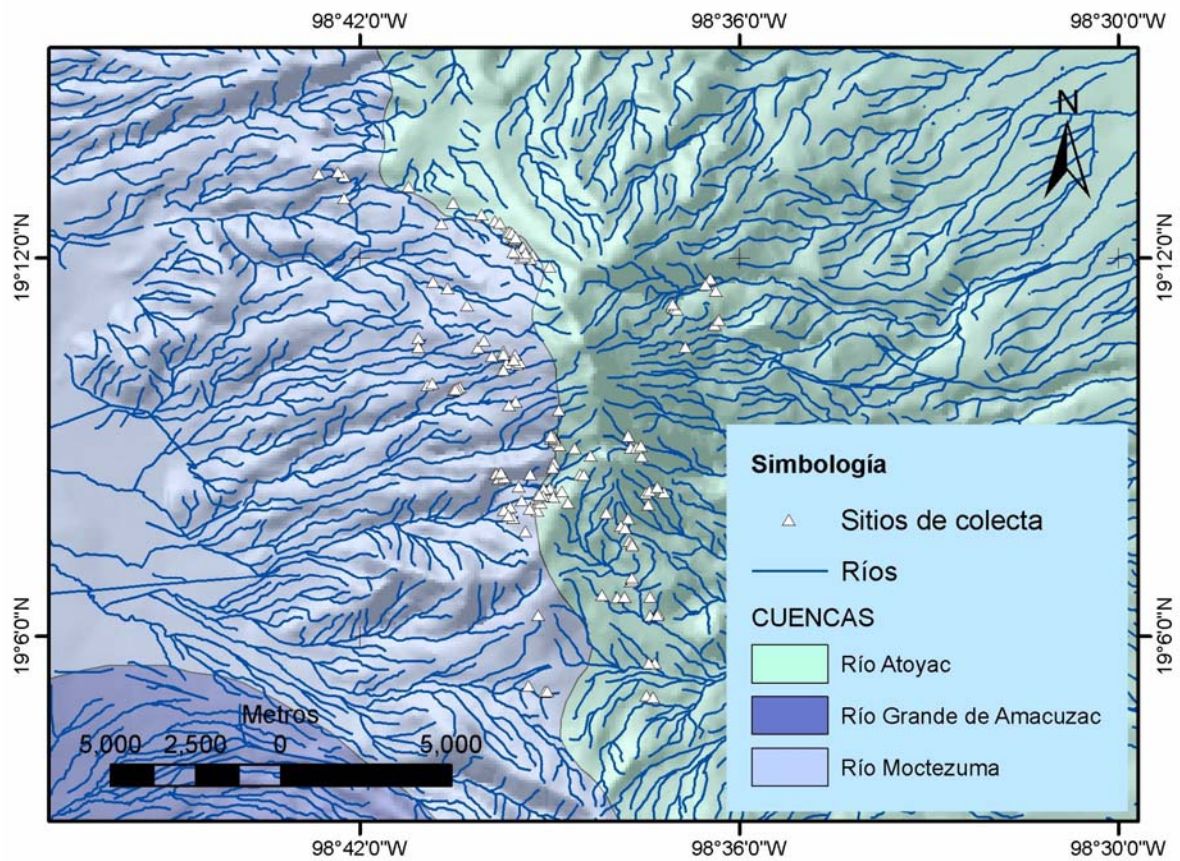 98°42'0"W
98°36'0"W
98°30'0"W
N
19°12'0"N
19°12'0"N
Simbología
Sitios de colecta
Ríos
CUENCAS
Río Atoyac
Río Grande de Amacuzac
Río Moctezuma
19°6'0"N
19°6'0"N
Metros
5,000 2,500 0 5,000
98°42'0"W
98°36'0"W
98°30'0"W